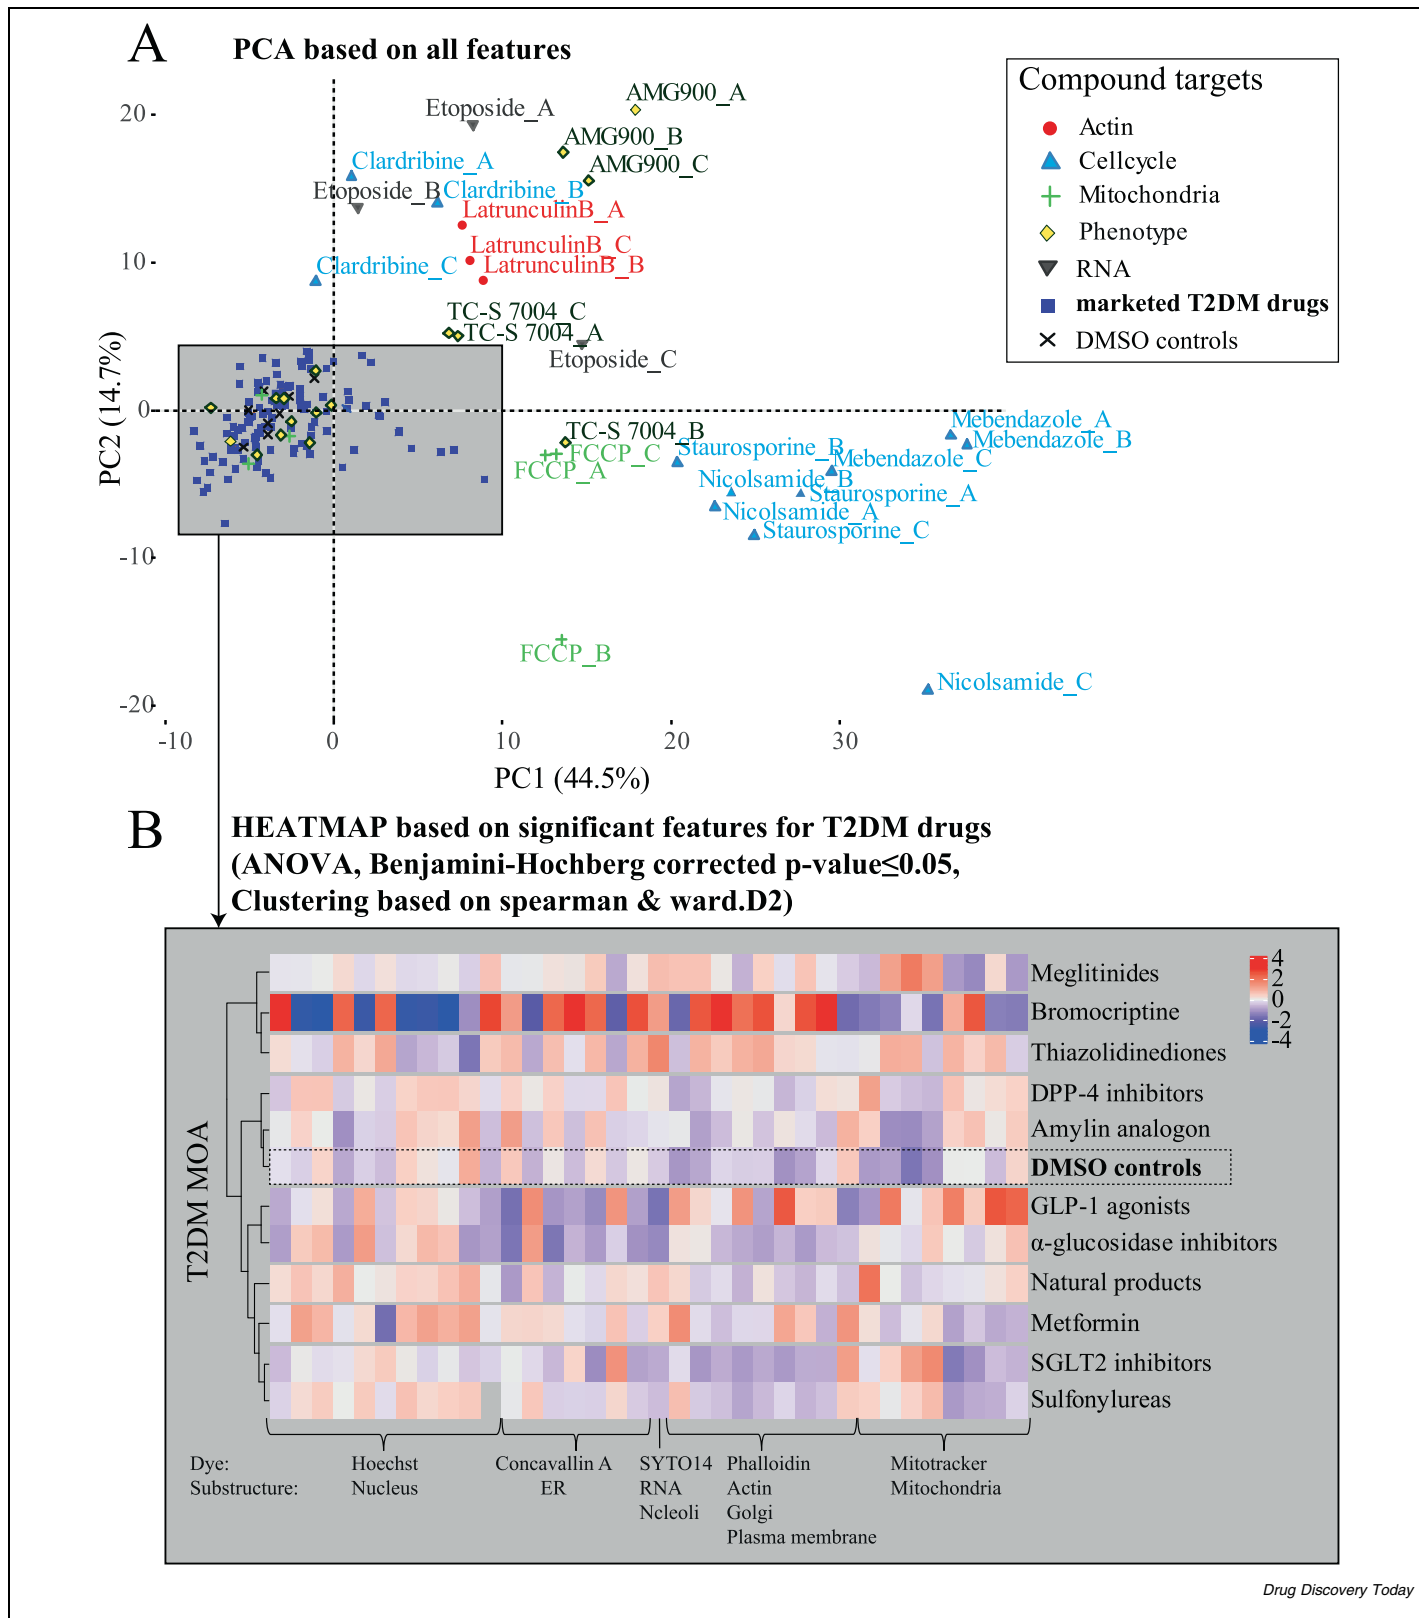 A
PCA based on all features
Compound targets
Actin
Cellcycle
Mitochondria
Phenotype
RNA
marketed T2DM drugs
DMSO controls
PC2 (14.7%)
20
10
0
-10
-20
AMG900_A
Etoposide_A
AMG900_B
Clardribine_A
AMG900_C
Etoposide_B
Clardribine_B
LatrunculinB_A
LatrunculinB_C
Clardribine_C
LatrunculinB_B
TC-S 7004_C
TC-S 7004_A
Etoposide_C
Mebendazole_A
TC-S 7004_B
Mebendazole_B
Staurosporine_B
FCCP_C
Mebendazole_C
FCCP_A
Nicolsamide_B
Staurosporine_A
Nicolsamide_A
Staurosporine_C
FCCP_B
Nicolsamide_C
-10
0
10
20
30
PC1 (44.5%)
B
HEATMAP based on significant features for T2DM drugs
(ANOVA, Benjamini-Hochberg corrected p-value≤0.05,
Clustering based on spearman & ward.D2)
T2DM MOA
Meglitinides
Bromocriptine
Thiazolidinediones
DPP-4 inhibitors
Amylin analogon
DMSO controls
GLP-1 agonists
α-glucosidase inhibitors
Natural products
Metformin
SGLT2 inhibitors
Sulfonylureas
4
2
0
-2
-4
Dye:
Hoechst
Concavallin A
SYTO14
Phalloidin
Mitotracker
Substructure:
Nucleus
ER
RNA
Actin
Mitochondria
Ncleoli
Golgi
Plasma membrane
Drug Discovery Today